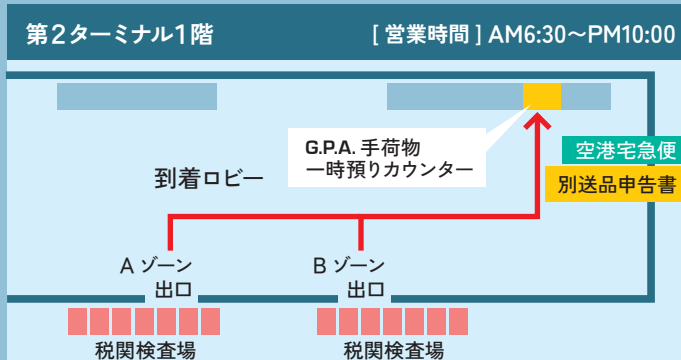 第2ターミナル1階
[ 営業時間 ] AM6:30～PM10:00
G.P.A. 手荷物
一時預りカウンター
空港宅急便
別送品申告書
到着ロビー
A ゾーン
出口
B ゾーン
出口
税関検査場
税関検査場